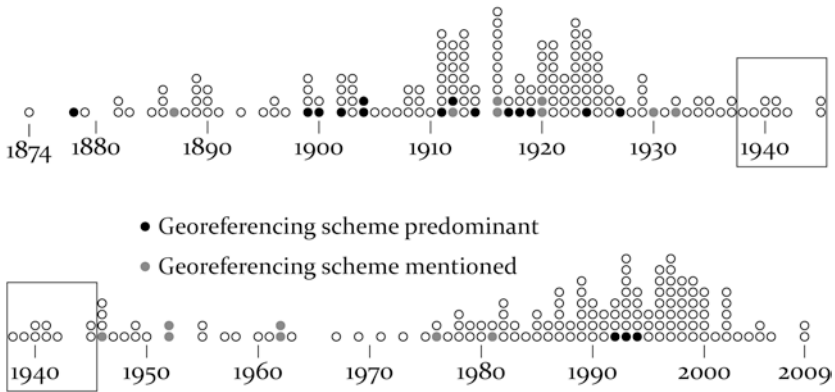 1874 1880 1890 1900 1910 1920 1930 1940
Georeferencing scheme predominant
Georeferencing scheme mentioned
1940 1950 1960 1970 1980 1990 2000 2009